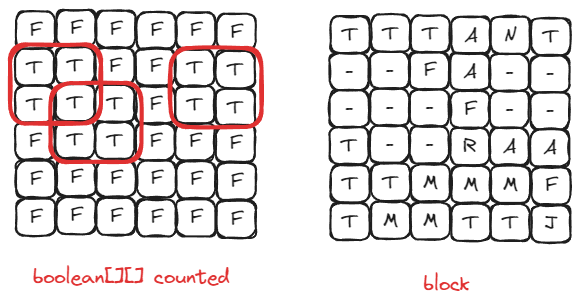 F F F F F F
T T F F T T
T T T F T T
F T T F F F
F F F F F F
F F F F F F
boolean[][] counted
T T T A N T
- - F A - -
- - - F - -
T - - R A A
T T M M M F
T M M T T J
block